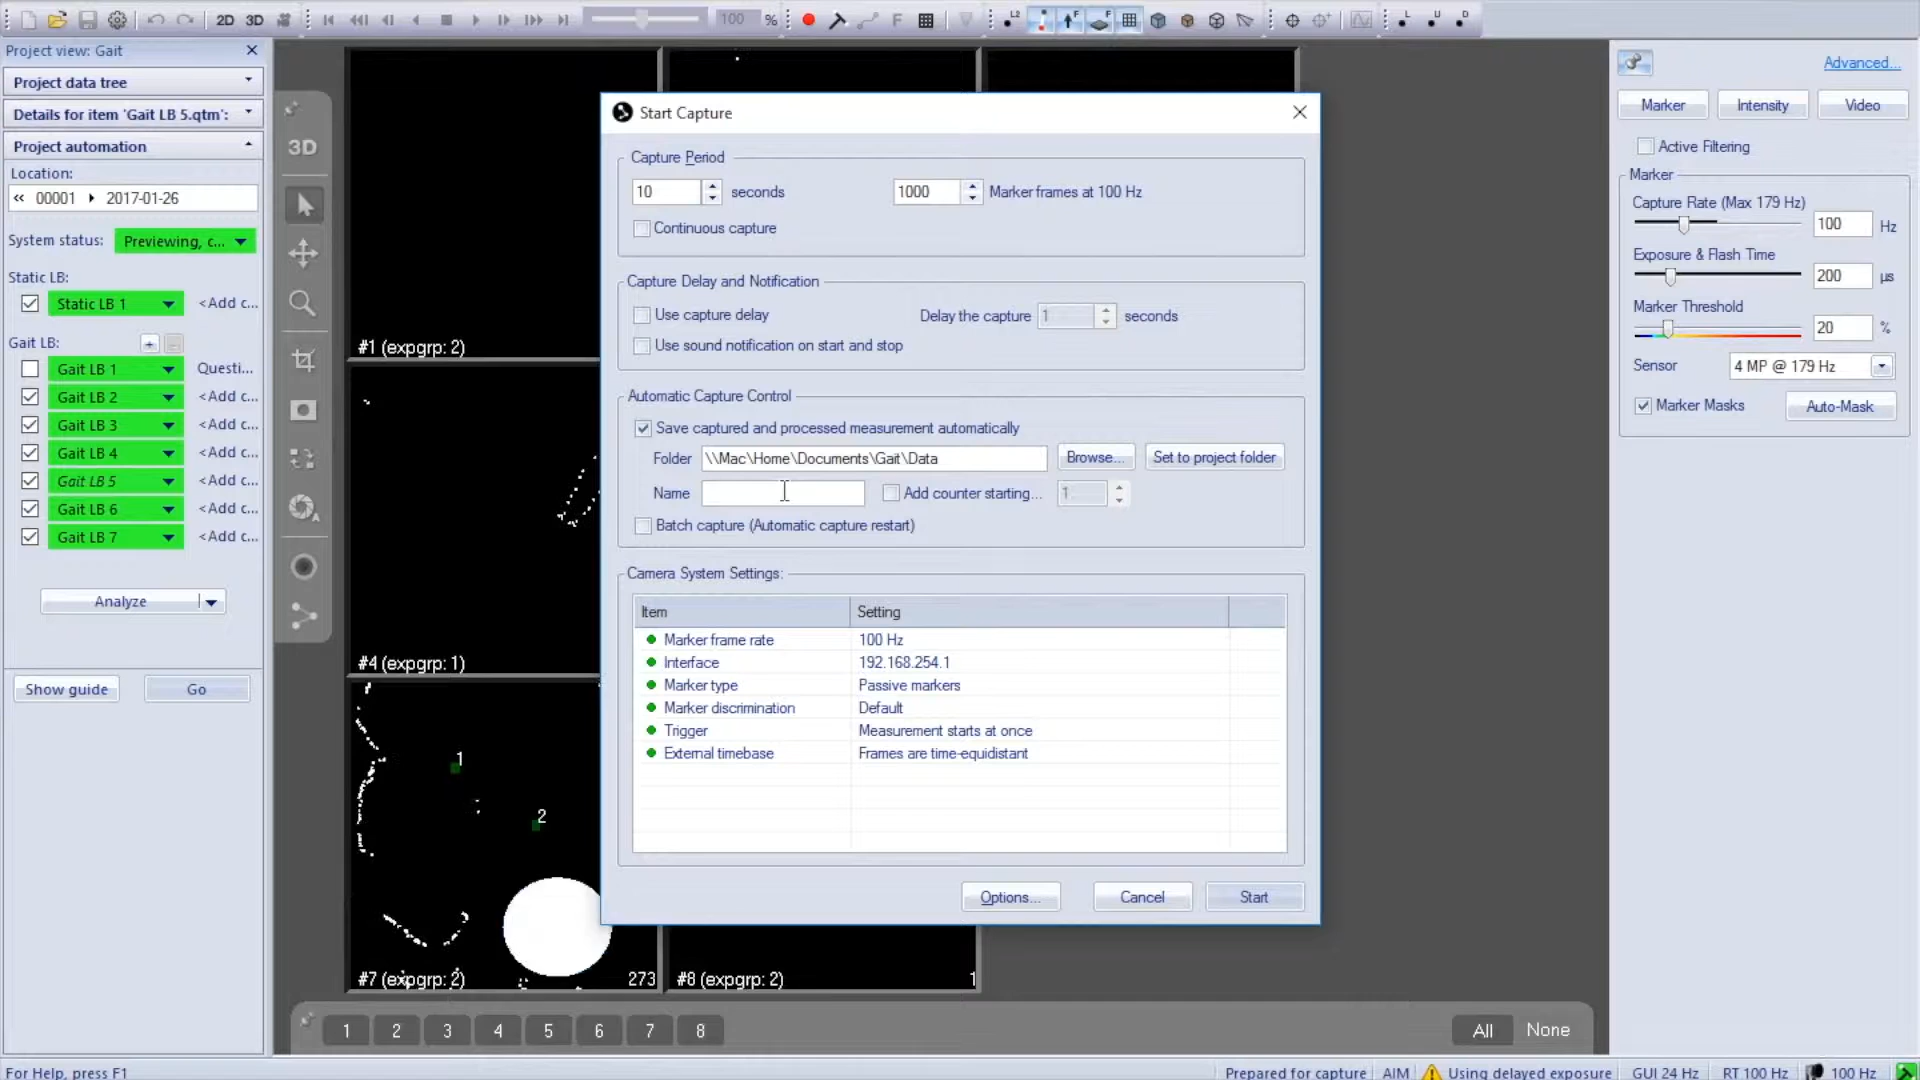 2D 3D 100 % F L2 F F L U D
Project view: Gait
Project data tree
Details for item 'Gait LB 5.qtm':
Project automation
Location:
« 00001 2017-01-26
System status: Previewing, c...
Static LB:
Static LB 1 <Add c...
Gait LB: + -
Gait LB 1 Questi...
Gait LB 2 <Add c...
Gait LB 3 <Add c...
Gait LB 4 <Add c...
Gait LB 5 <Add c...
Gait LB 6 <Add c...
Gait LB 7 <Add c...
Analyze
Show guide Go
3D
#1 (expgrp: 2)
#4 (expgrp: 1)
1
2
#7 (expgrp: 2) 273
#8 (expgrp: 2) 1
Start Capture
Capture Period
10 seconds 1000 Marker frames at 100 Hz
Continuous capture
Capture Delay and Notification
Use capture delay Delay the capture 1 seconds
Use sound notification on start and stop
Automatic Capture Control
Save captured and processed measurement automatically
Folder \\Mac\Home\Documents\Gait\Data Browse... Set to project folder
Name Add counter starting... 1
Batch capture (Automatic capture restart)
Camera System Settings:
Item Setting
Marker frame rate 100 Hz
Interface 192.168.254.1
Marker type Passive markers
Marker discrimination Default
Trigger Measurement starts at once
External timebase Frames are time-equidistant
Options... Cancel Start
1 2 3 4 5 6 7 8 All None
Advanced...
Marker Intensity Video
Active Filtering
Marker
Capture Rate (Max 179 Hz)
100 Hz
Exposure & Flash Time
200 µs
Marker Threshold
20 %
Sensor 4 MP @ 179 Hz
Marker Masks Auto-Mask
For Help, press F1 Prepared for capture AIM Using delayed exposure GUI 24 Hz RT 100 Hz 100 Hz